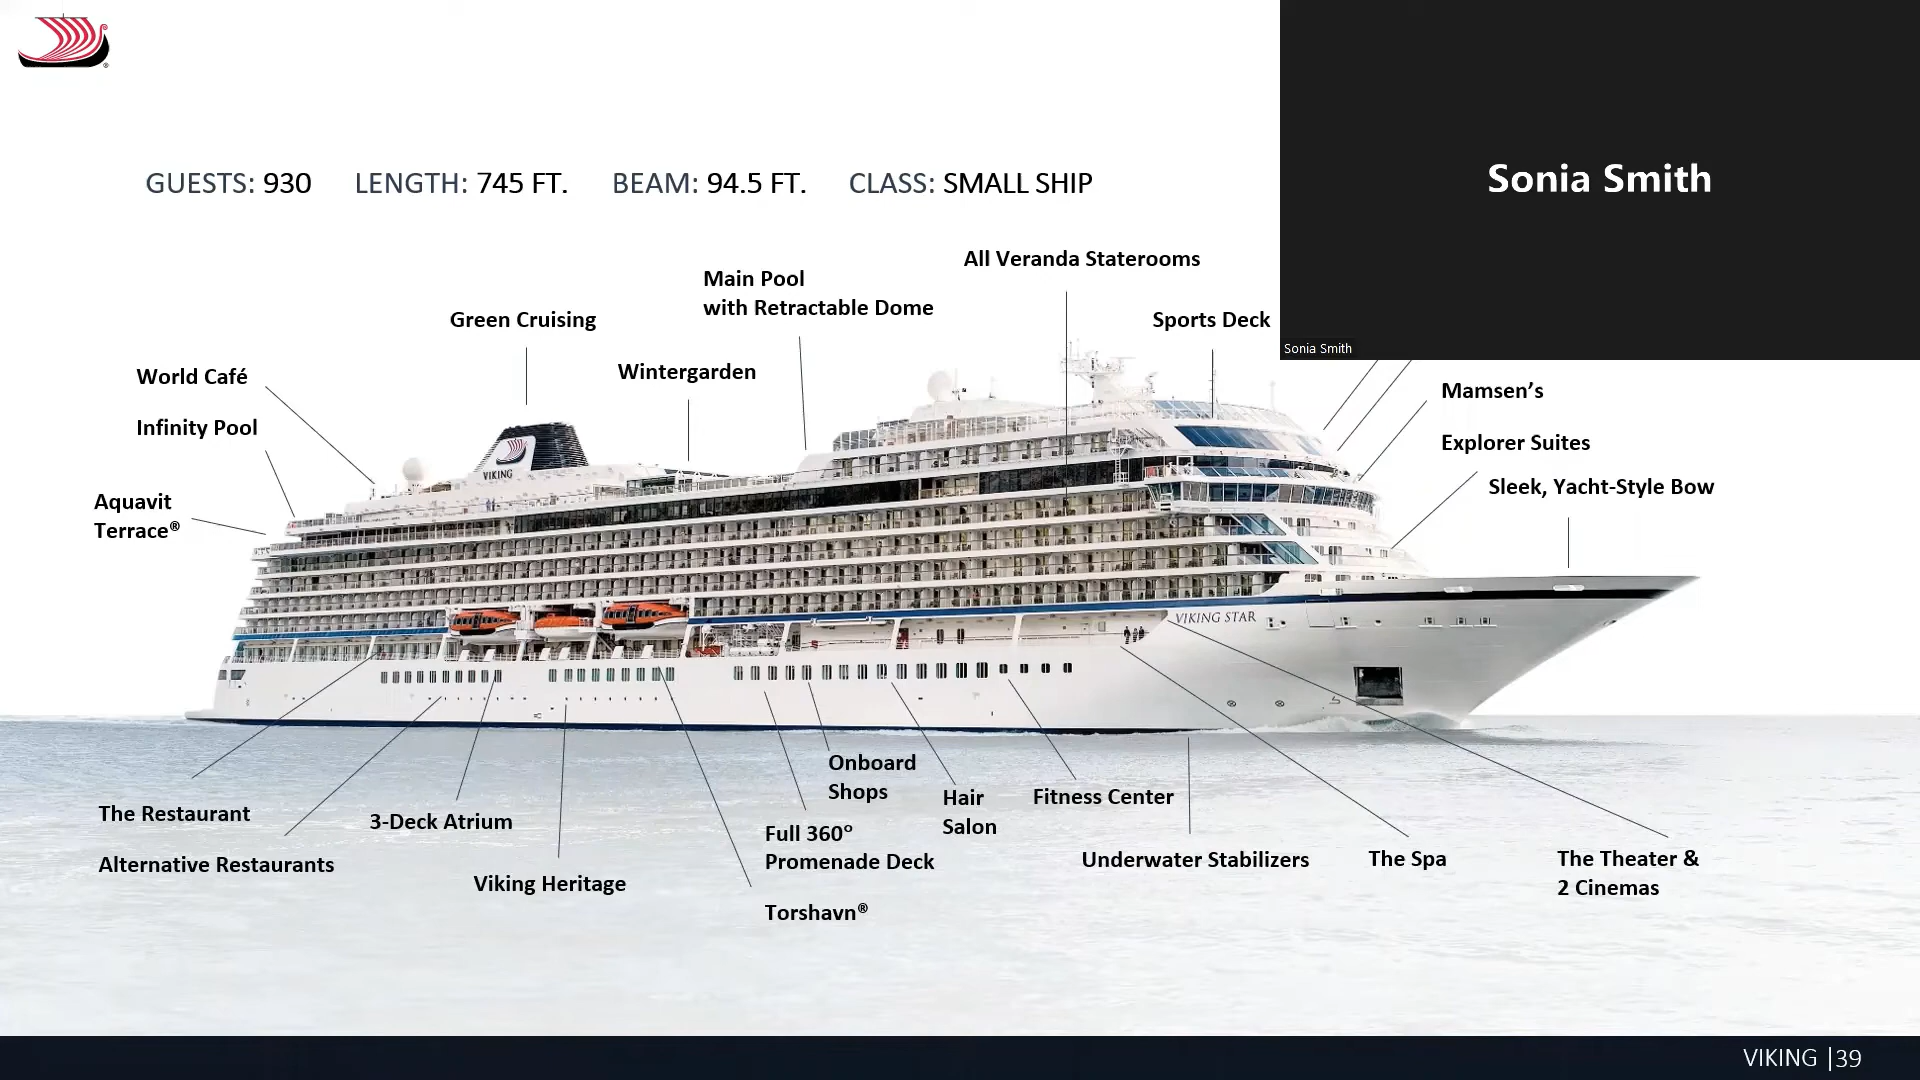 Sonia Smith
GUESTS: 930 LENGTH: 745 FT. BEAM: 94.5 FT. CLASS: SMALL SHIP
All Veranda Staterooms
Main Pool
with Retractable Dome
Green Cruising
Sports Deck
Sonia Smith
Wintergarden
World Café
Mamsen’s
Infinity Pool
Explorer Suites
Sleek, Yacht-Style Bow
Aquavit
Terrace®
VIKING
VIKING STAR
Onboard
Shops
Hair
Salon
Fitness Center
The Restaurant
3-Deck Atrium
Full 360°
Promenade Deck
Alternative Restaurants
Underwater Stabilizers
The Spa
The Theater &
2 Cinemas
Viking Heritage
Torshavn®
VIKING |39